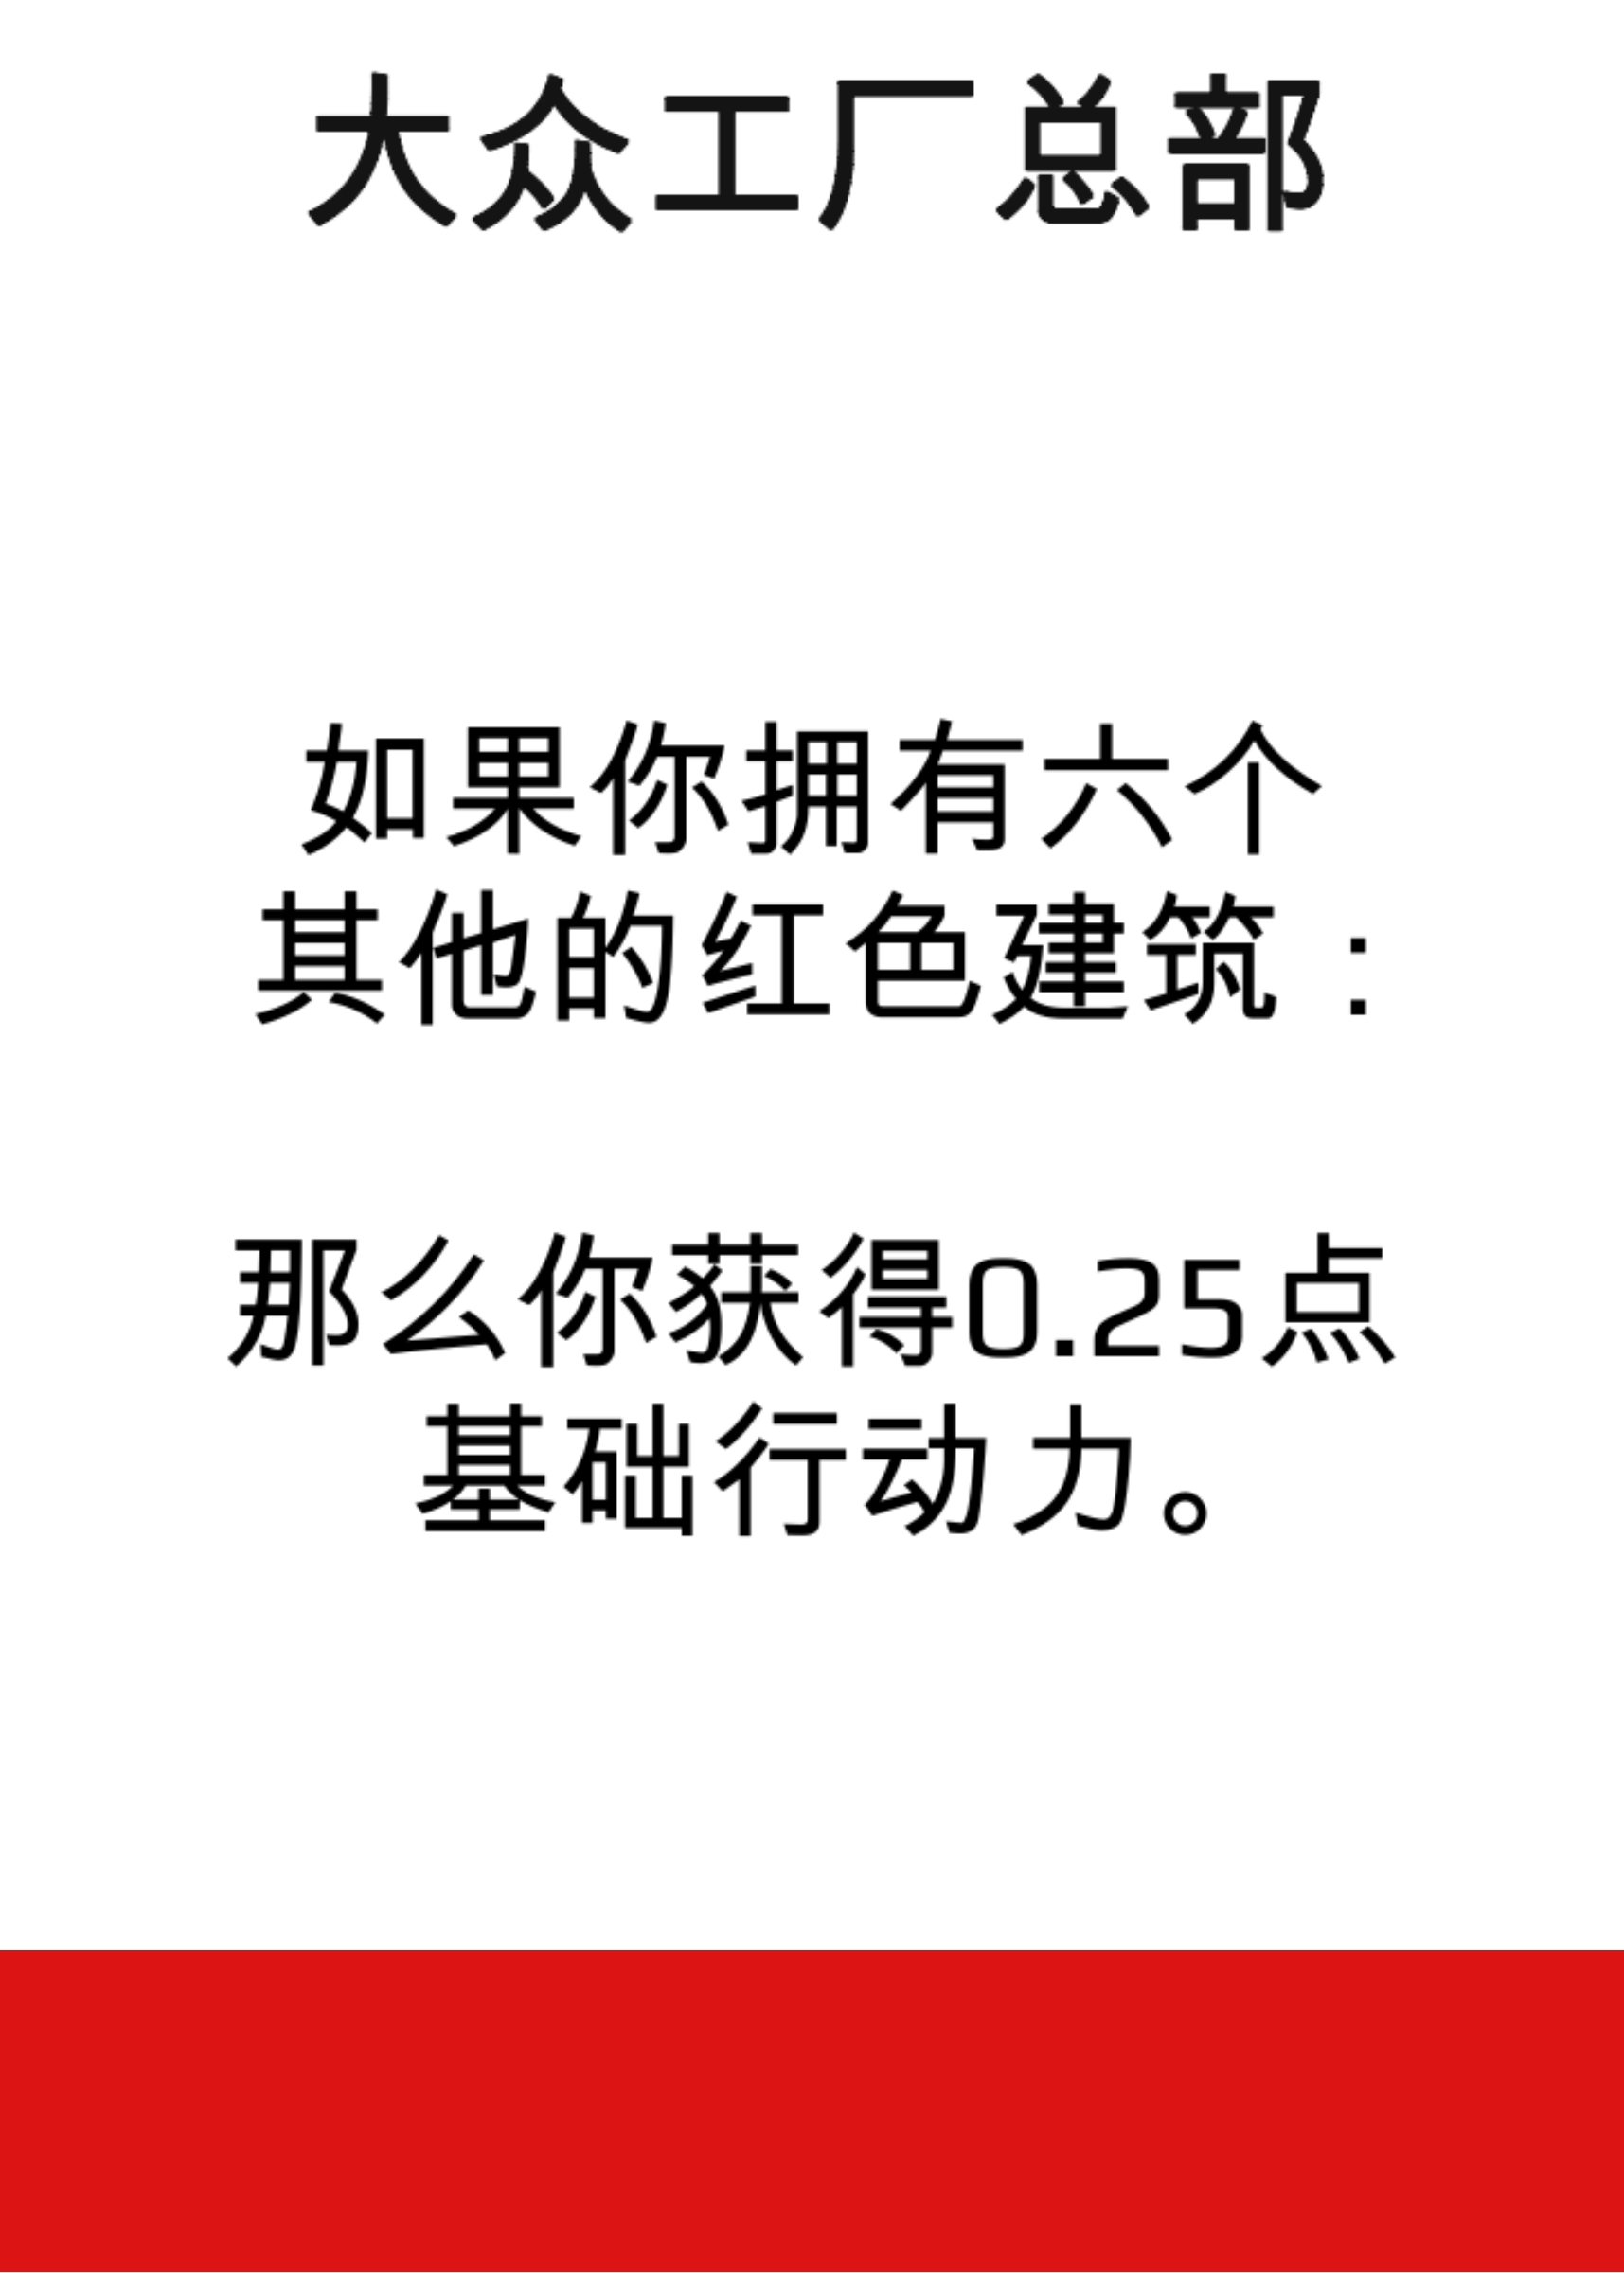 大众工厂总部
如果你拥有六个
其他的红色建筑：
那么你获得0.25点
基础行动力。